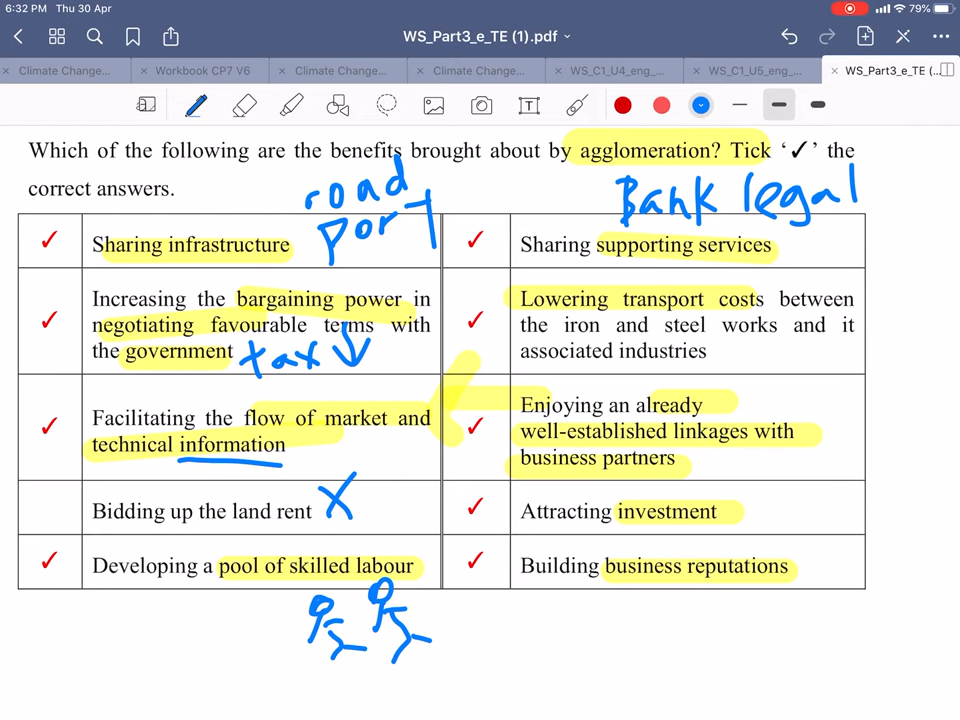 6:32 PM Thu 30 Apr
79%
WS_Part3_e_TE (1).pdf
Climate Change...
Workbook CP7 V6
Climate Change...
Climate Change...
WS_C1_U4_eng_...
WS_C1_U5_eng_...
WS_Part3_e_TE (...
T
Which of the following are the benefits brought about by agglomeration? Tick ‘✓’ the
correct answers.
road
port
Bank legal
✓ Sharing infrastructure
✓ Sharing supporting services
✓ Increasing the bargaining power in
negotiating favourable terms with
the government
tax ↓
✓ Lowering transport costs between
the iron and steel works and it
associated industries
✓ Facilitating the flow of market and
technical information
✓ Enjoying an already
well-established linkages with
business partners
Bidding up the land rent X
✓ Attracting investment
✓ Developing a pool of skilled labour
✓ Building business reputations